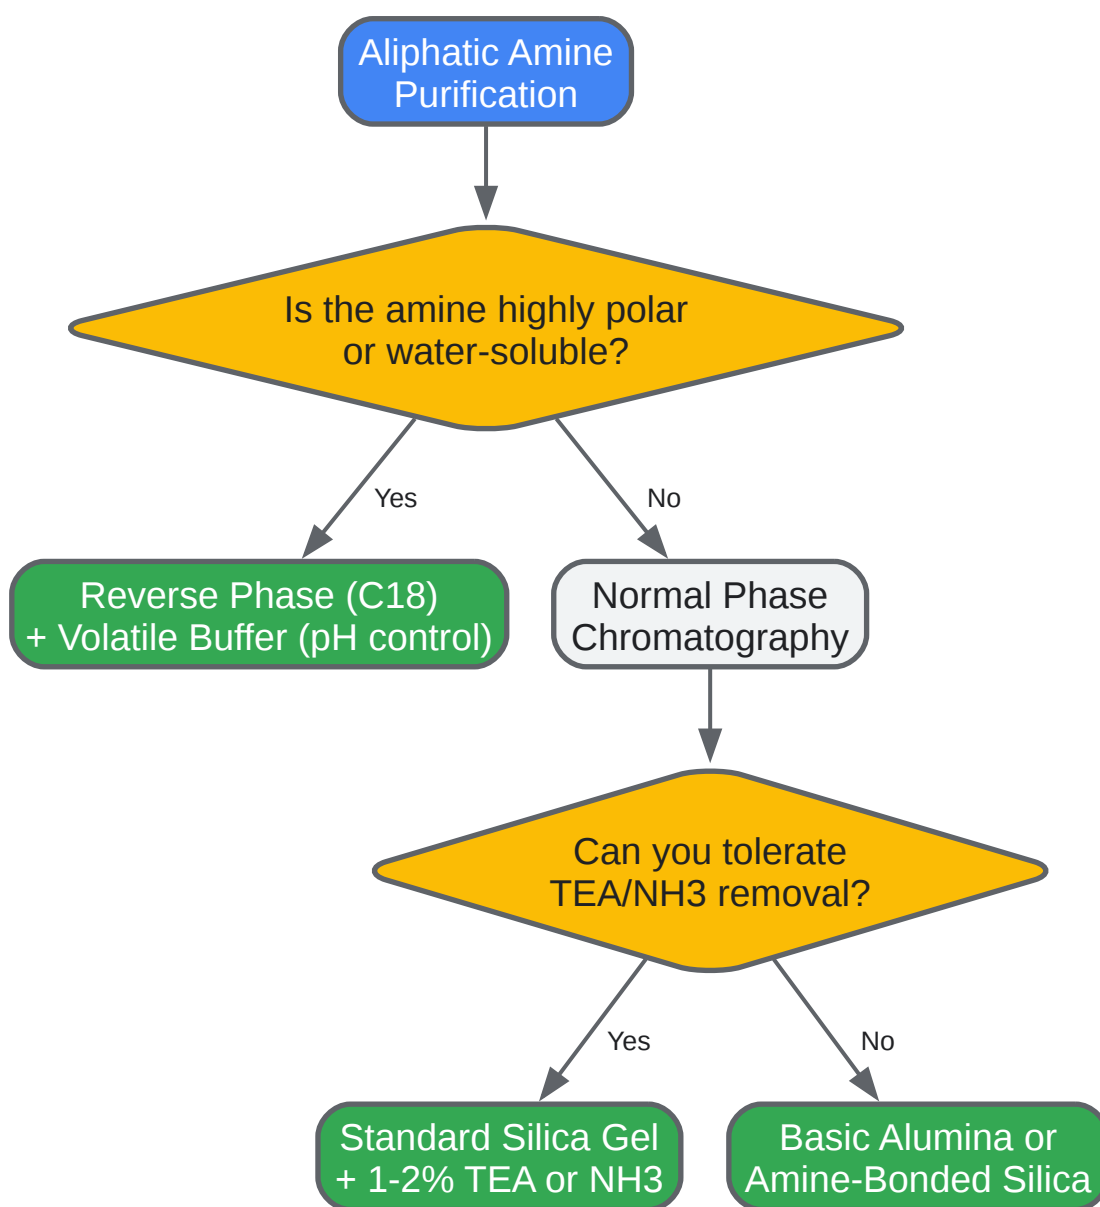 Aliphatic Amine
Purification
Is the amine highly polar
or water-soluble?
Yes
No
Reverse Phase (C18)
+ Volatile Buffer (pH control)
Normal Phase
Chromatography
Can you tolerate
TEA/NH3 removal?
Yes
No
Standard Silica Gel
+ 1-2% TEA or NH3
Basic Alumina or
Amine-Bonded Silica